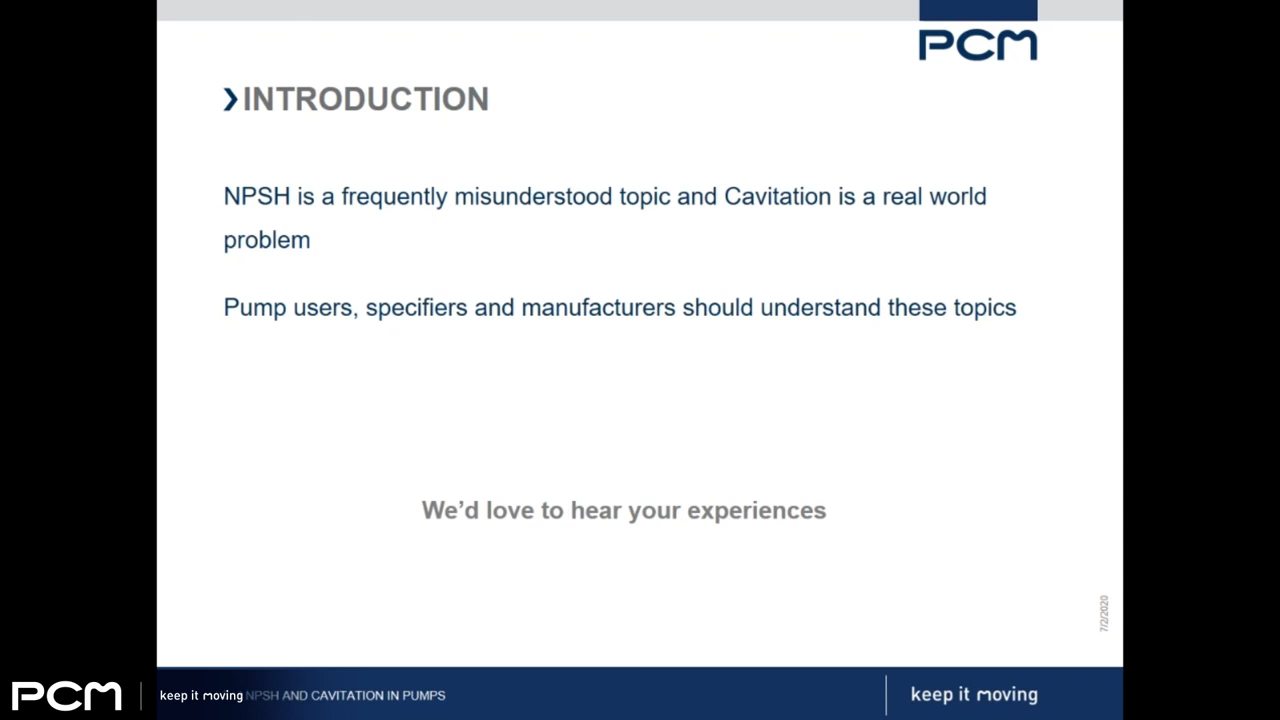 PCM
INTRODUCTION
NPSH is a frequently misunderstood topic and Cavitation is a real world
problem
Pump users, specifiers and manufacturers should understand these topics
We'd love to hear your experiences
7/2/2020
PCM
keep it moving
NPSH AND CAVITATION IN PUMPS
keep it moving